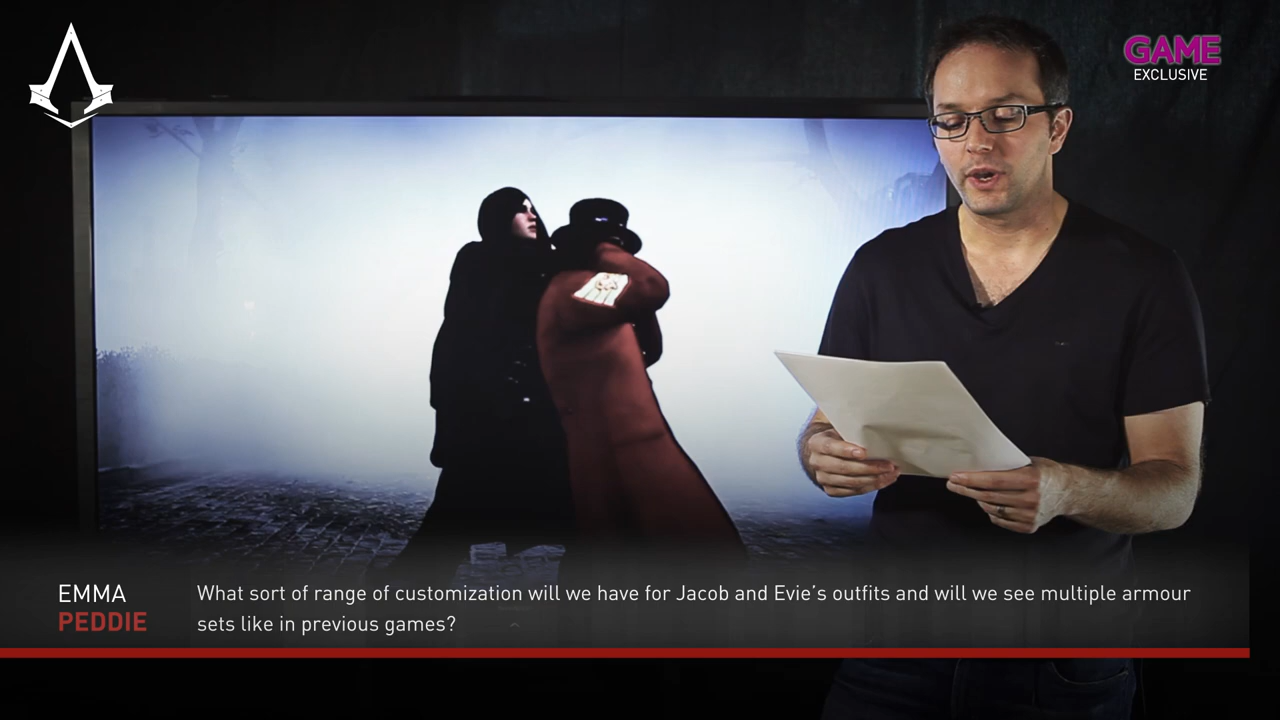 GAME
EXCLUSIVE
EMMA
PEDDIE
What sort of range of customization will we have for Jacob and Evie's outfits and will we see multiple armour
sets like in previous games?